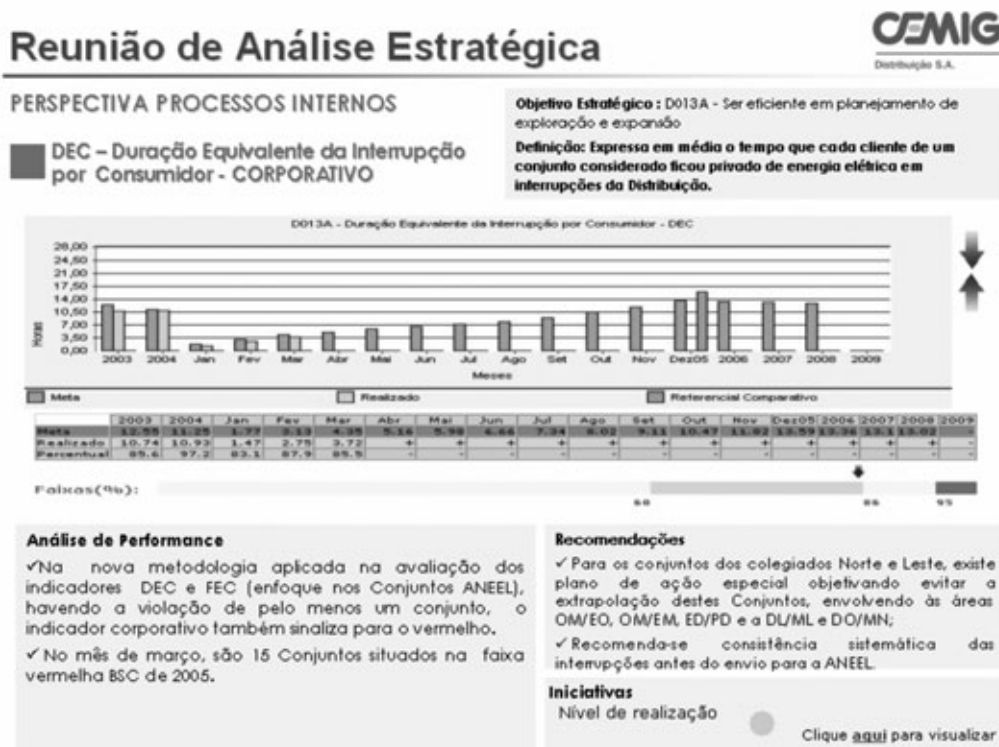 Reunião de Análise Estratégica
CEMIG
Distribuição S.A.
PERSPECTIVA PROCESSOS INTERNOS
DEC – Duração Equivalente da Interrupção
por Consumidor - CORPORATIVO
Objetivo Estratégico : D013A - Ser eficiente em planejamento de
exploração e expansão
Definição: Expressa em média o tempo que cada cliente de um
conjunto considerado ficou privado de energia elétrica em
interrupções da Distribuição.
D013A - Duração Equivalente da Interrupção por Consumidor - DEC
Horas
28,00
24,50
21,00
17,50
14,00
10,50
7,00
3,50
0,00
2003 2004 Jan Fev Mar Abr Mai Jun Jul Ago Set Out Nov Dez05 2006 2007 2008 2009
Meses
Meta Realizado Referencial Comparativo
2003 2004 Jan Fev Mar Abr Mai Jun Jul Ago Set Out Nov Dez05 2006 2007 2008 2009
Meta 12.55 11.25 1.77 3.13 4.35 5.16 5.98 6.66 7.34 8.02 9.11 10.47 11.82 13.59 13.36 13.1 13.02 -
Realizado 10.74 10.93 1.47 2.75 3.72 + + + + + + + + + + + + -
Percentual 85.6 97.2 83.1 87.9 85.5 - - - - - - - - - - - - -
Faixas(%):
60 86 95
Análise de Performance
✓Na nova metodologia aplicada na avaliação dos
indicadores DEC e FEC (enfoque nos Conjuntos ANEEL),
havendo a violação de pelo menos um conjunto, o
indicador corporativo também sinaliza para o vermelho.
✓ No mês de março, são 15 Conjuntos situados na faixa
vermelha BSC de 2005.
Recomendações
✓ Para os conjuntos dos colegiados Norte e Leste, existe
plano de ação especial objetivando evitar a
extrapolação destes Conjuntos, envolvendo às áreas
OM/EO, OM/EM, ED/PD e a DL/ML e DO/MN;
✓ Recomenda-se consistência sistemática das
interrupções antes do envio para a ANEEL.
Iniciativas
Nível de realização
Clique aqui para visualizar